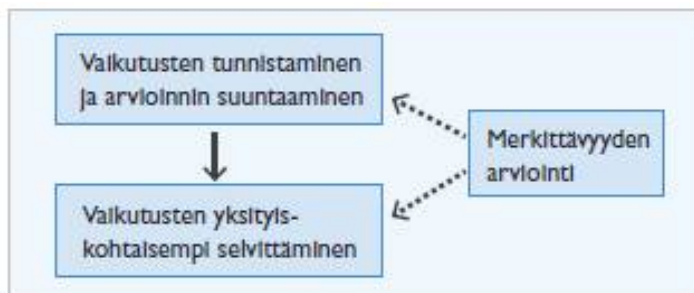 Vaikutusten tunnistaminen
ja arvioinnin suuntaaminen
Merkittävyyden
arviointi
Vaikutusten yksityis-
kohtaisempi selvittäminen